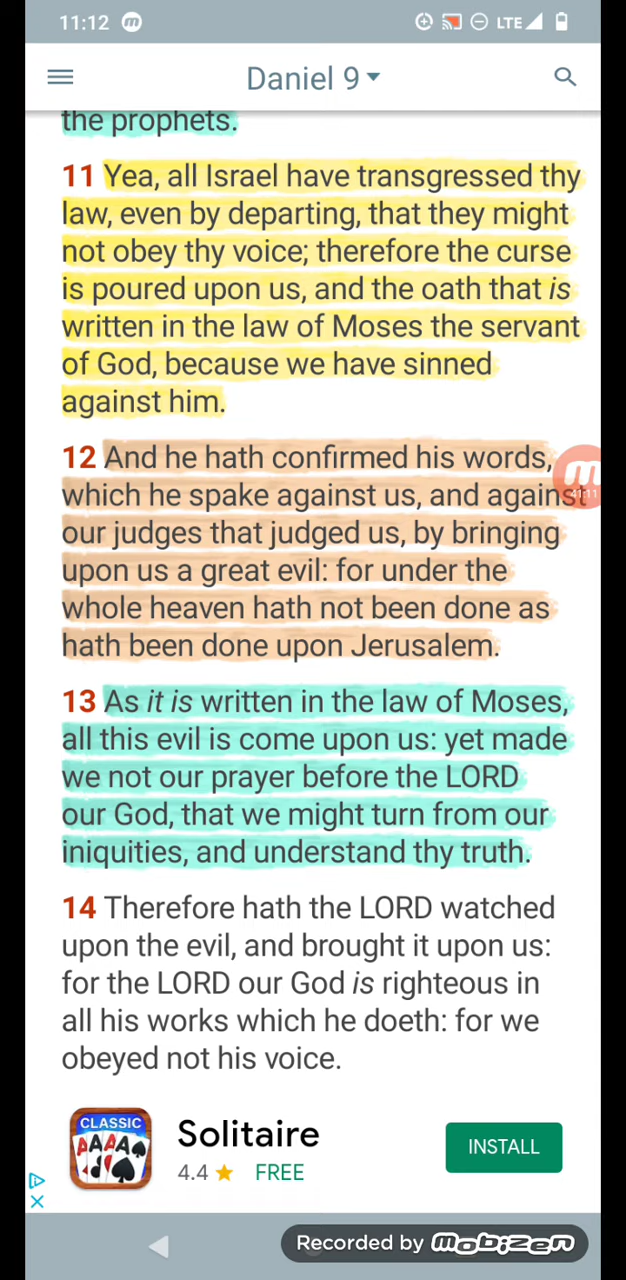 11:12 m LTE
Daniel 9
the prophets.
11 Yea, all Israel have transgressed thy
law, even by departing, that they might
not obey thy voice; therefore the curse
is poured upon us, and the oath that is
written in the law of Moses the servant
of God, because we have sinned
against him.
12 And he hath confirmed his words,
which he spake against us, and against
our judges that judged us, by bringing
upon us a great evil: for under the
whole heaven hath not been done as
hath been done upon Jerusalem.
m
41:11
13 As it is written in the law of Moses,
all this evil is come upon us: yet made
we not our prayer before the LORD
our God, that we might turn from our
iniquities, and understand thy truth.
14 Therefore hath the LORD watched
upon the evil, and brought it upon us:
for the LORD our God is righteous in
all his works which he doeth: for we
obeyed not his voice.
CLASSIC
A A A A
Solitaire
4.4 FREE
INSTALL
Recorded by mobizen